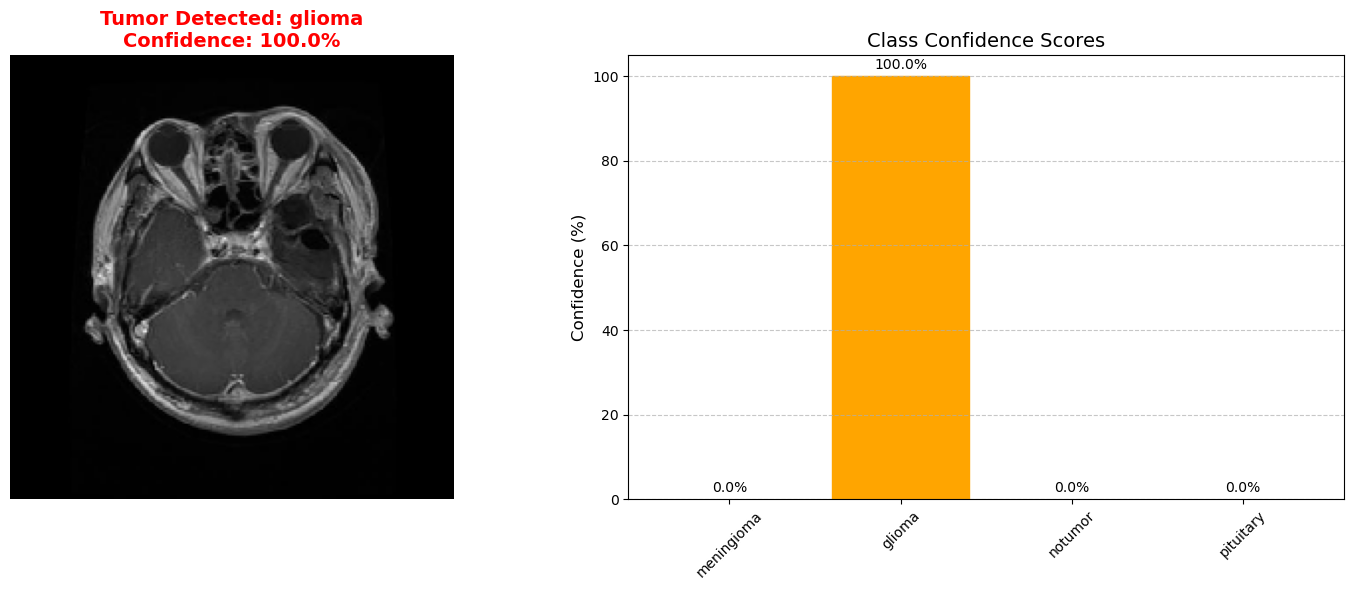 Tumor Detected: glioma
Confidence: 100.0%
Class Confidence Scores
Confidence (%)
100
80
60
40
20
0
0.0%
100.0%
0.0%
0.0%
meningioma
glioma
notumor
pituitary